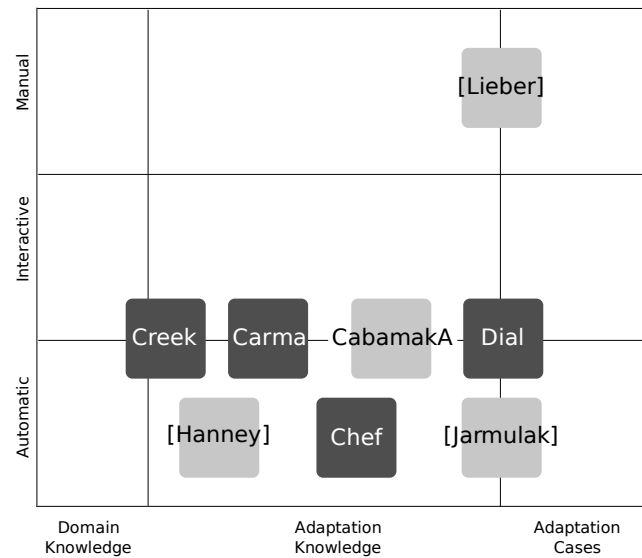 Manual
[Lieber]
Interactive
Creek
Carma
CabamakA
Dial
Automatic
[Hanney]
Chef
[Jarmulak]
Domain
Knowledge
Adaptation
Knowledge
Adaptation
Cases